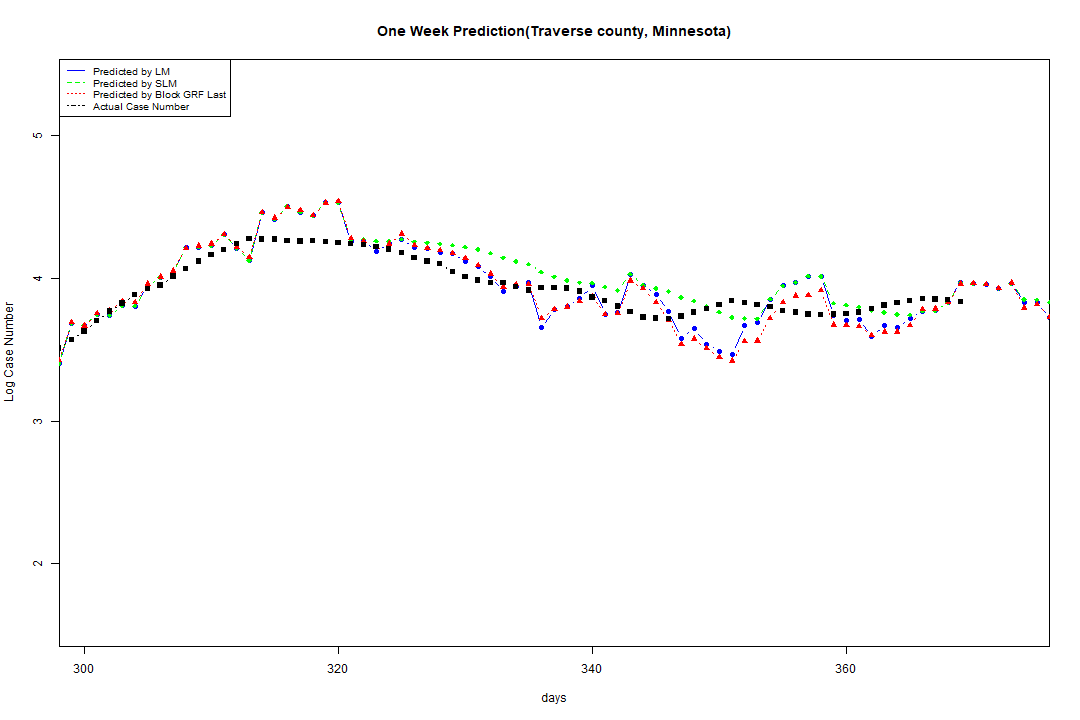 One Week Prediction(Traverse county, Minnesota)
Predicted by LM
Predicted by SLM
Predicted by Block GRF Last
Actual Case Number
5
4
3
2
Log Case Number
300 320 340 360
days